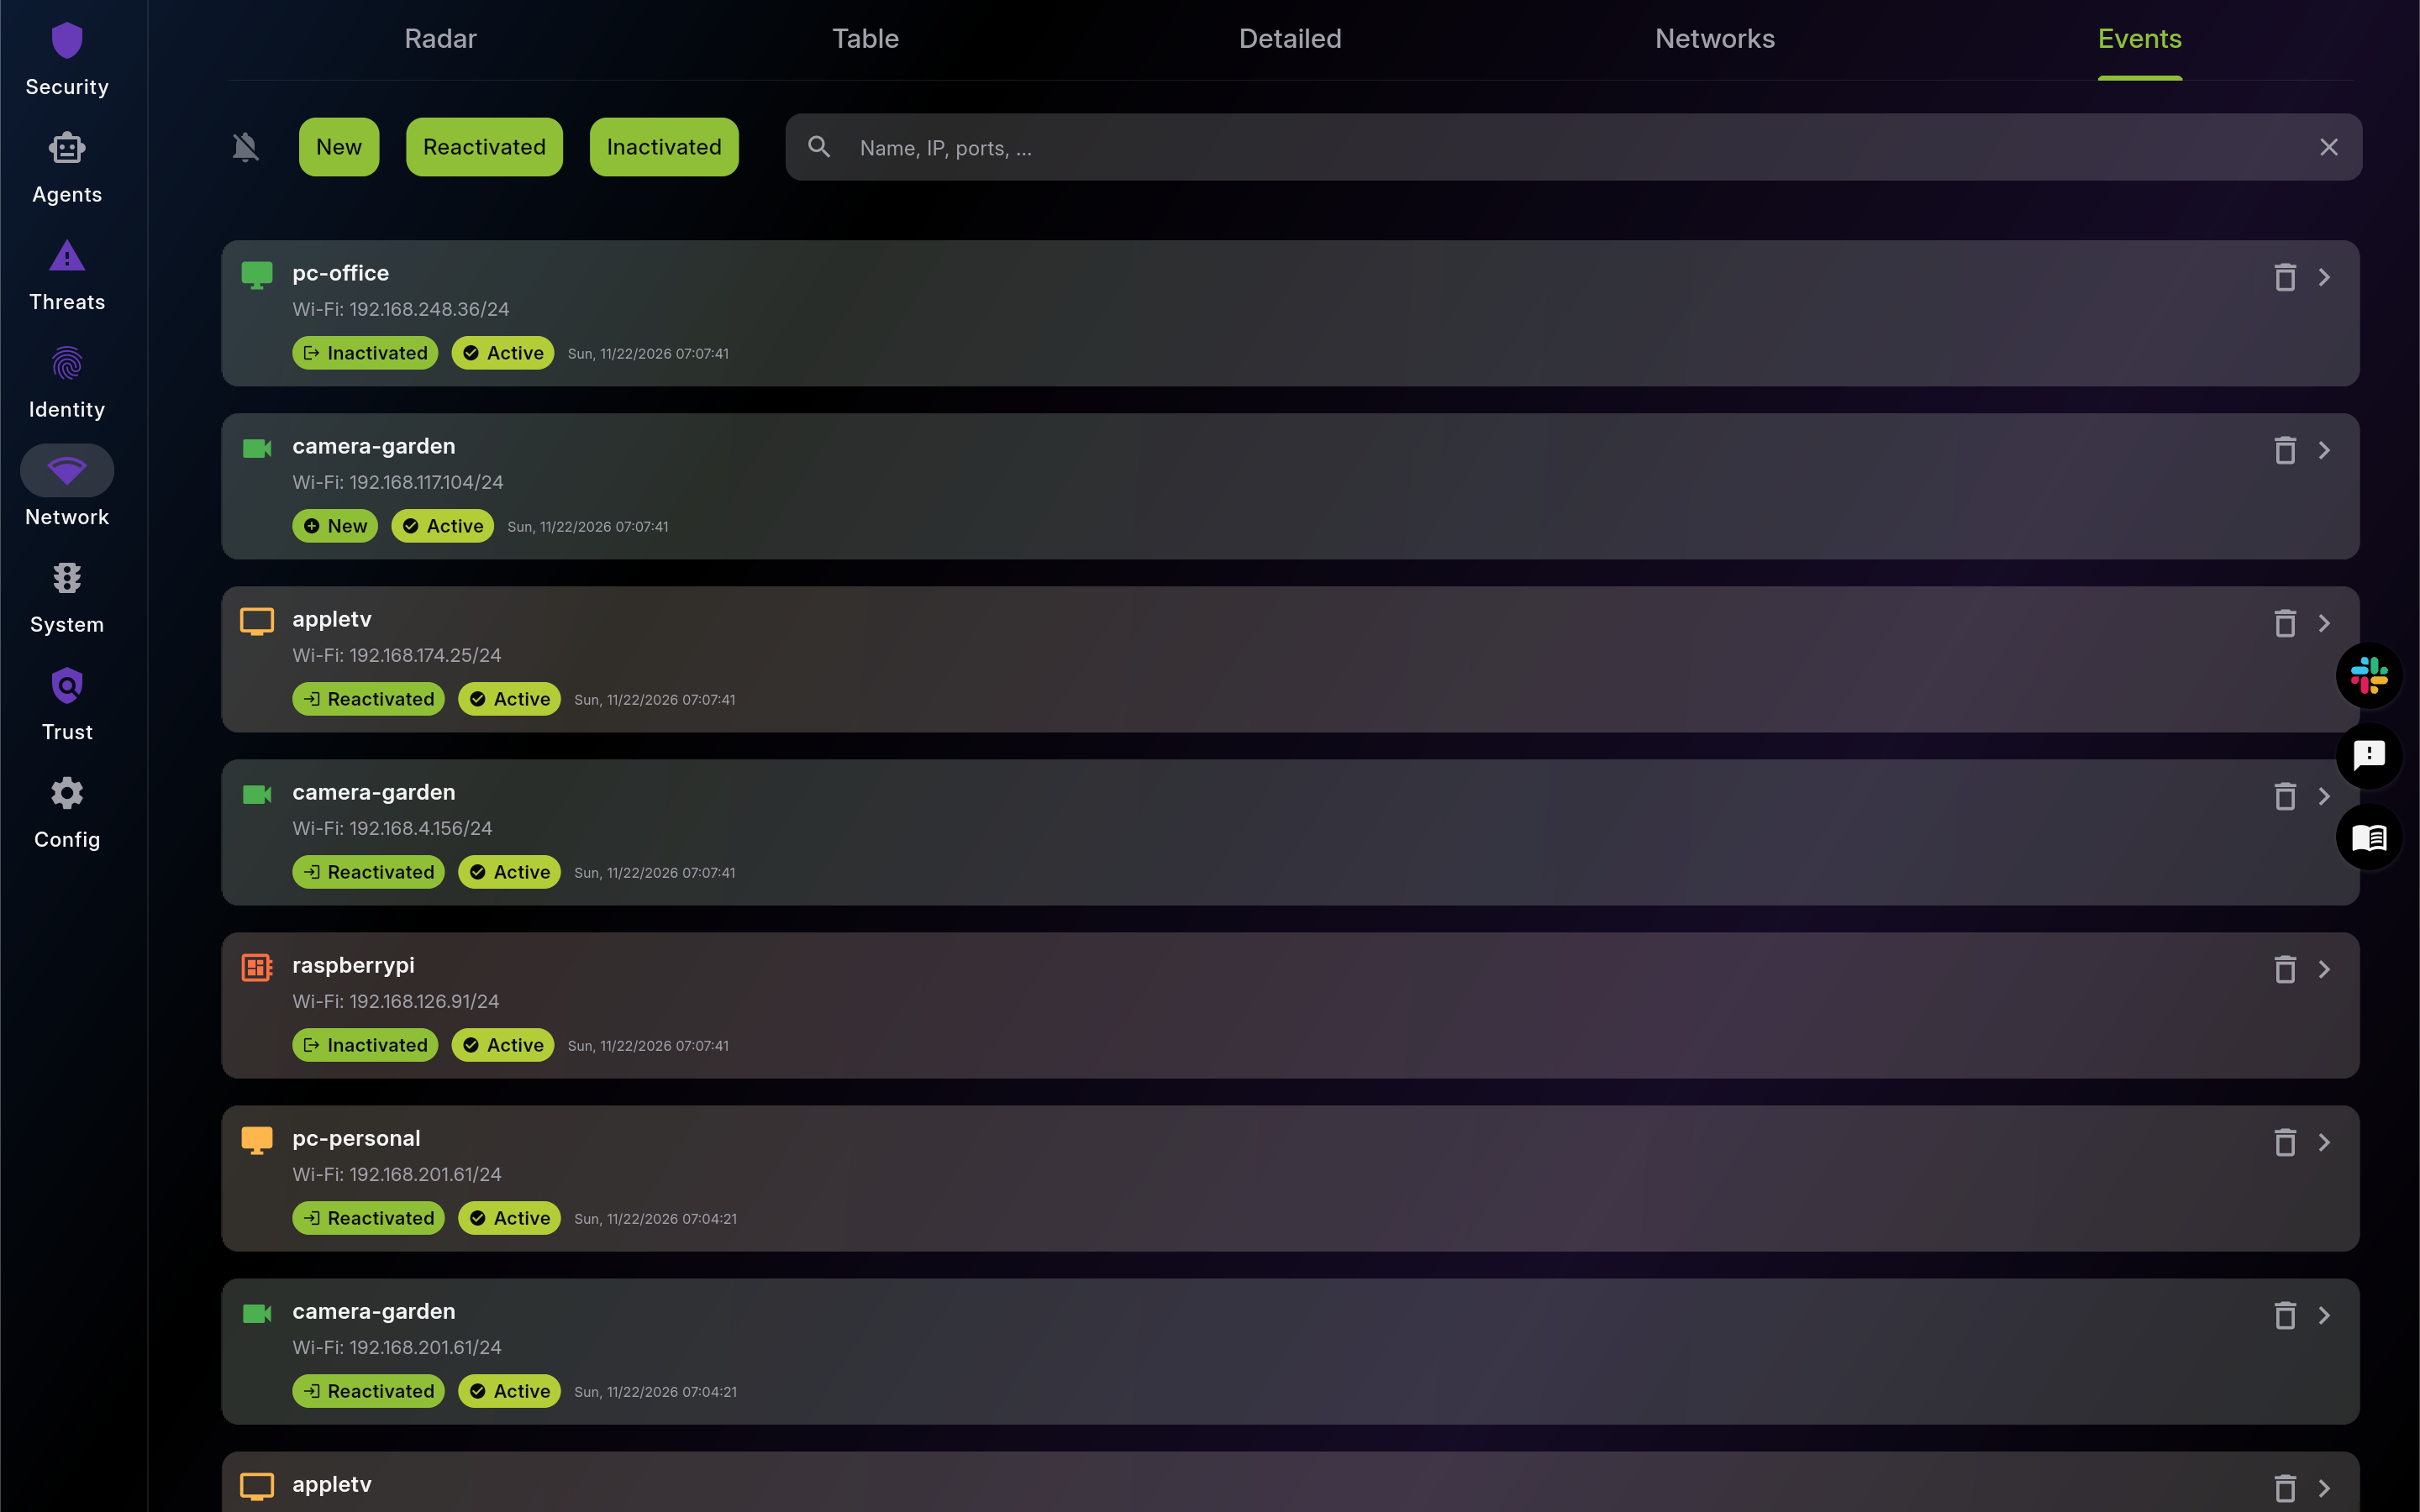 Radar Table Detailed Networks Events
Security
Agents
Threats
Identity
Network
System
Trust
Config
New Reactivated Inactivated Name, IP, ports, ...
pc-office
Wi-Fi: 192.168.248.36/24
Inactivated Active Sun, 11/22/2026 07:07:41
camera-garden
Wi-Fi: 192.168.117.104/24
New Active Sun, 11/22/2026 07:07:41
appletv
Wi-Fi: 192.168.174.25/24
Reactivated Active Sun, 11/22/2026 07:07:41
camera-garden
Wi-Fi: 192.168.4.156/24
Reactivated Active Sun, 11/22/2026 07:07:41
raspberrypi
Wi-Fi: 192.168.126.91/24
Inactivated Active Sun, 11/22/2026 07:07:41
pc-personal
Wi-Fi: 192.168.201.61/24
Reactivated Active Sun, 11/22/2026 07:04:21
camera-garden
Wi-Fi: 192.168.201.61/24
Reactivated Active Sun, 11/22/2026 07:04:21
appletv